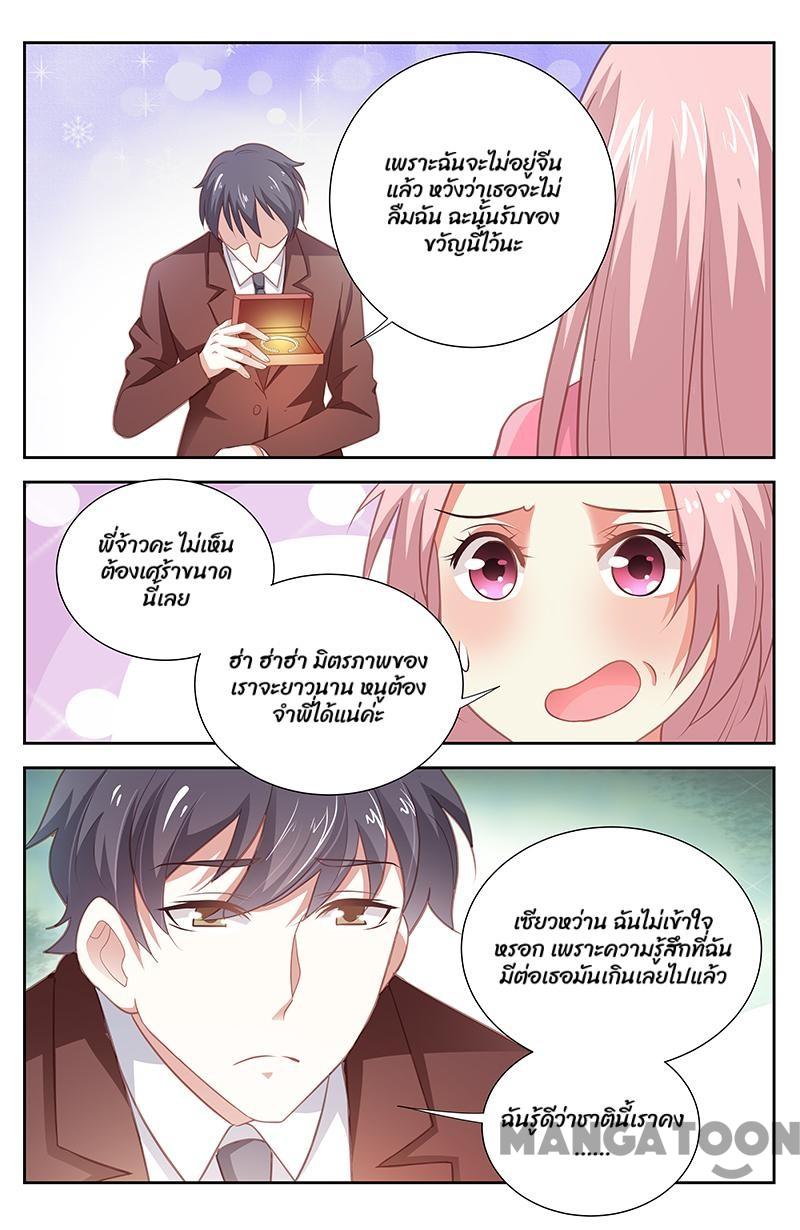 เพราะฉันจะไม่อยู่จีน
แล้ว หวังว่าเธอจะไม่
ลืมฉัน ฉะนั้นรับของ
ขวัญนี้ไว้นะ
พี่จ้าวคะ ไม่เห็น
ต้องเศร้าขนาด
นี้เลย
ฮ่า ฮ่าฮ่า มิตรภาพของ
เราจะยาวนาน หนูต้อง
จำพี่ได้แน่ค่ะ
เซียวหว่าน ฉันไม่เข้าใจ
หรอก เพราะความรู้สึกที่ฉัน
มีต่อเธอมันเกินเลยไปแล้ว
ฉันรู้ดีว่าชาตินี้เราคง
......
MANGATOON